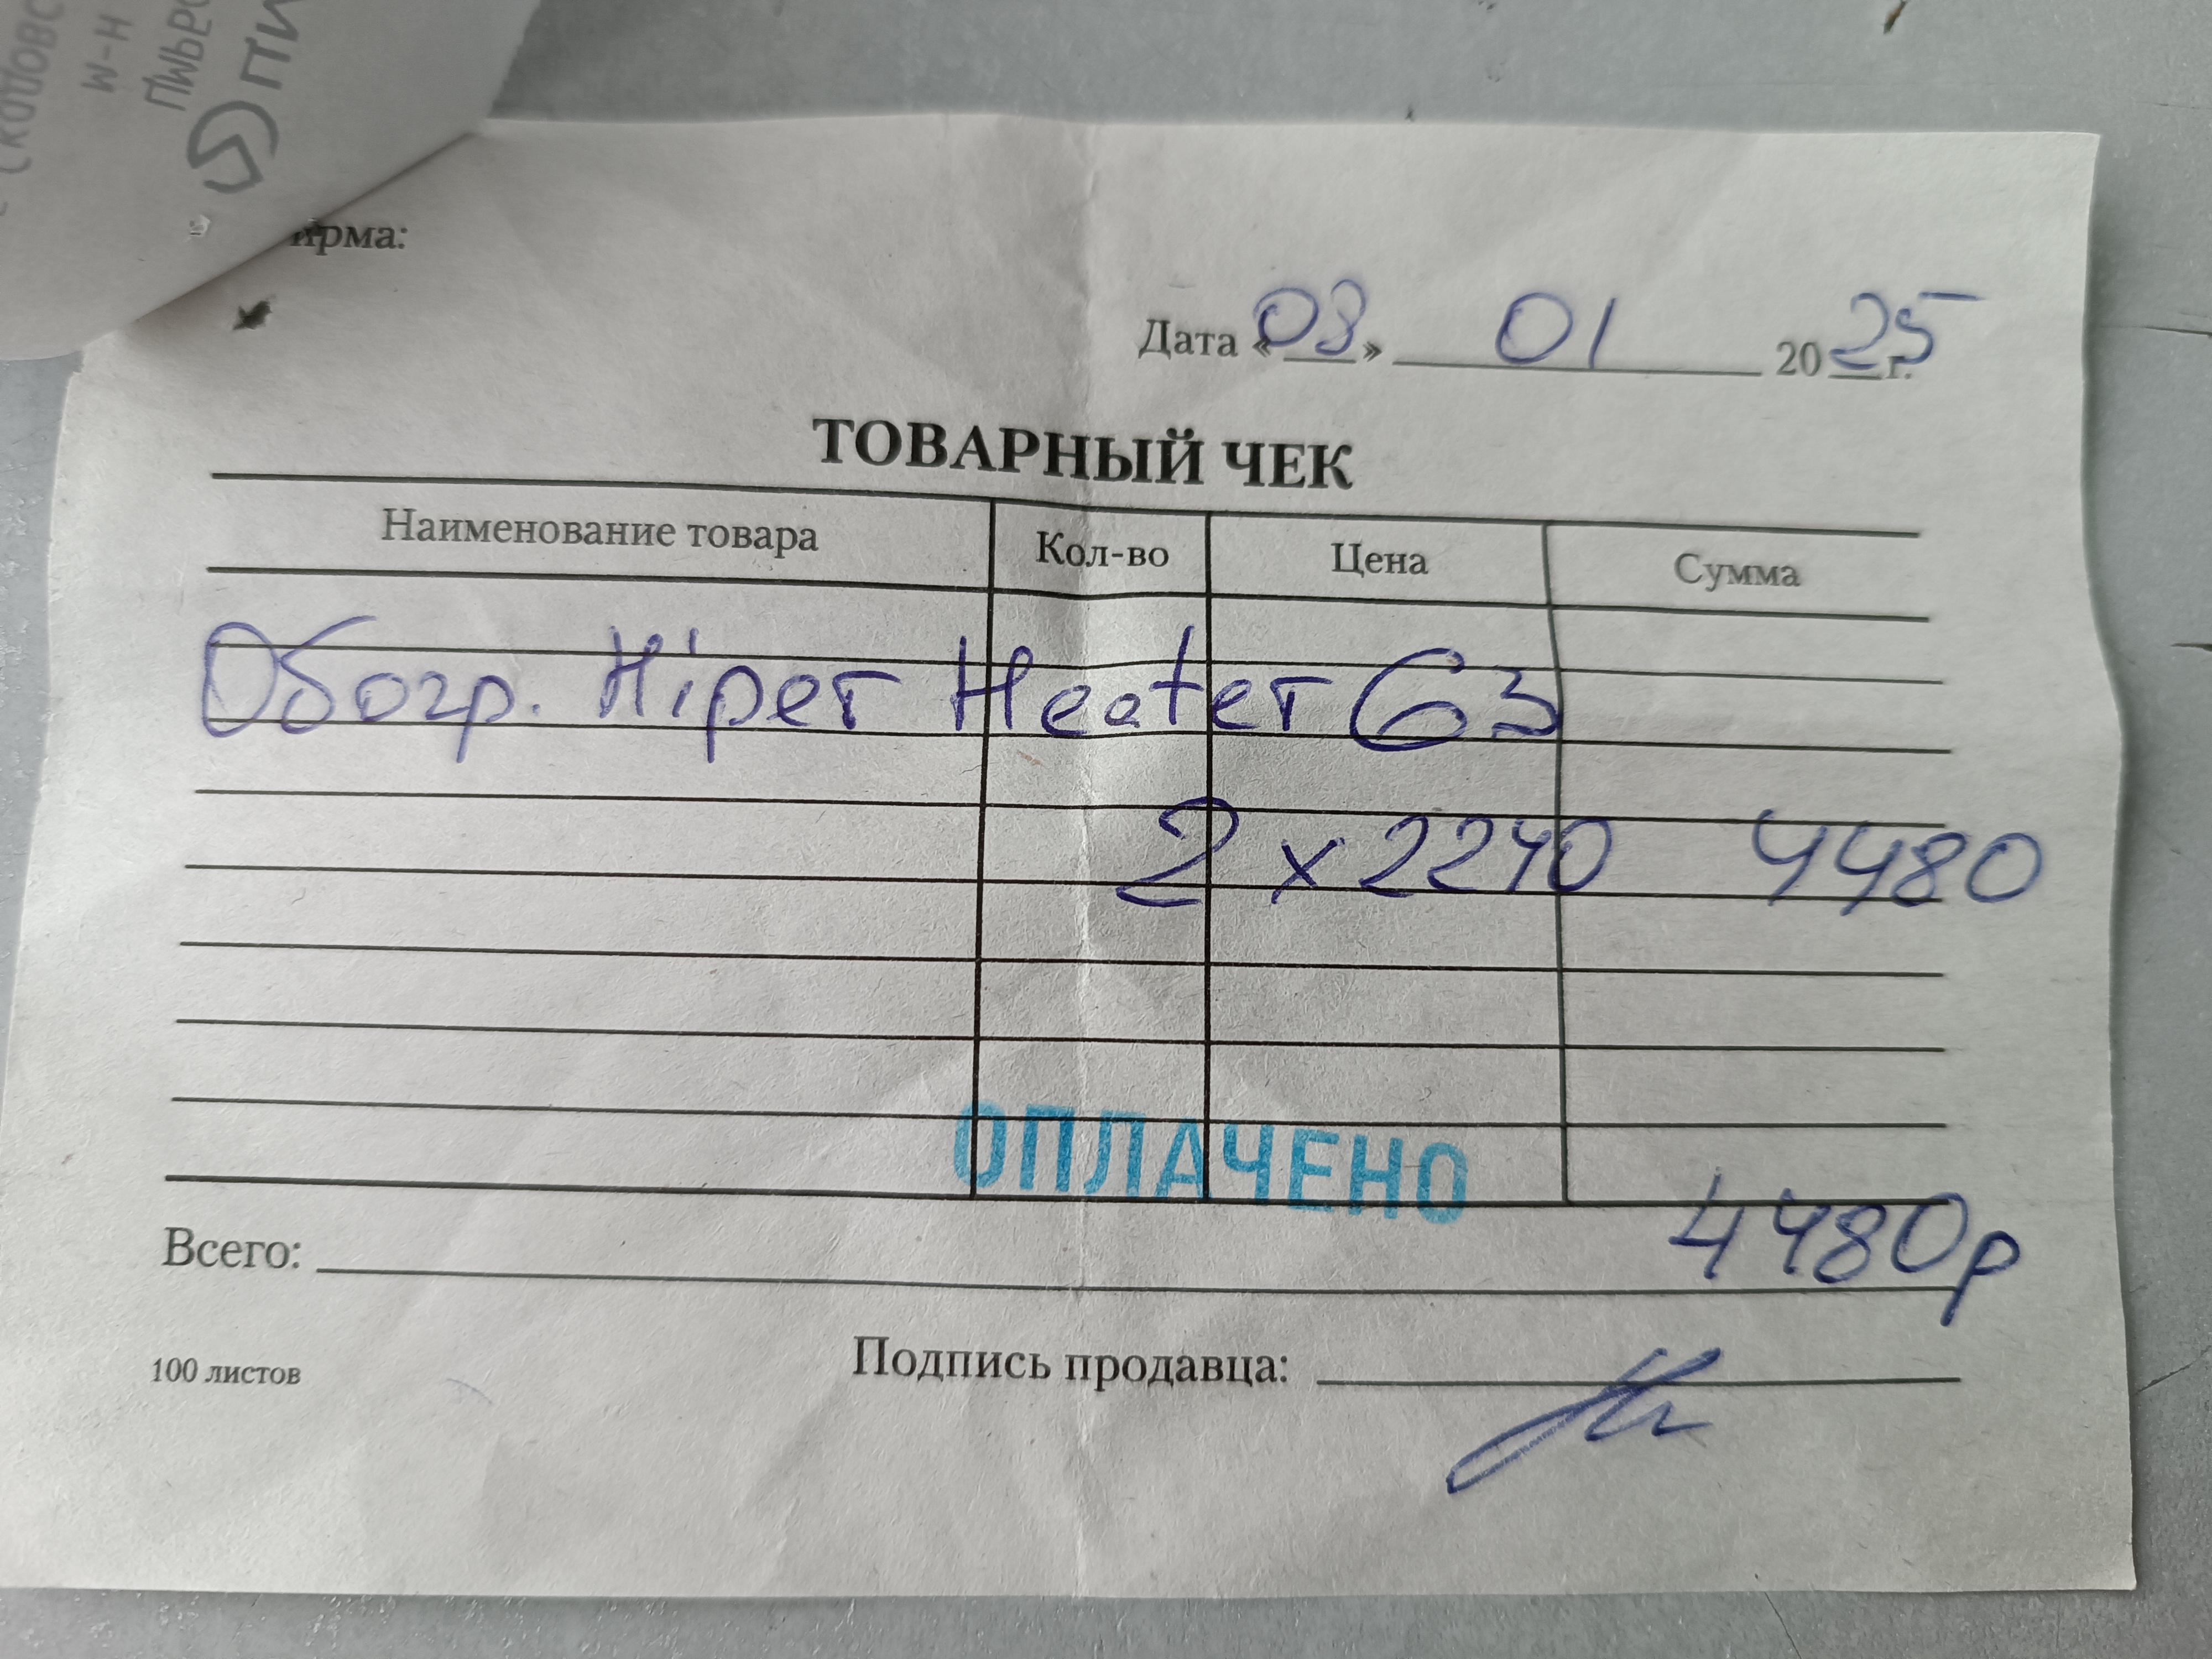 ирма:
Дата «03» 01 2025 г.
ТОВАРНЫЙ ЧЕК
Наименование товара Кол-во Цена Сумма
Обогр. Hiper Heater G3
2 x 2240 4480
ОПЛАЧЕНО
Всего: 4480р
Подпись продавца:
100 листов